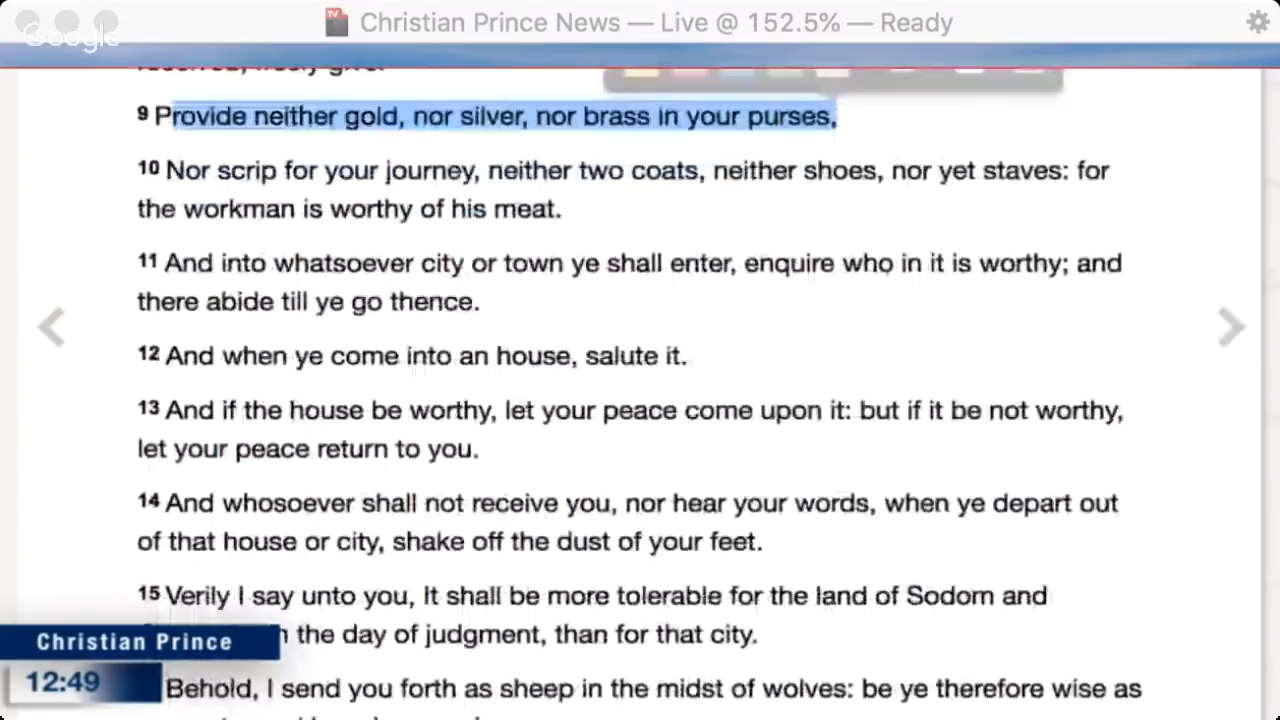 Google
Christian Prince News — Live @ 152.5% — Ready
9 Provide neither gold, nor silver, nor brass in your purses,
10 Nor scrip for your journey, neither two coats, neither shoes, nor yet staves: for
the workman is worthy of his meat.
11 And into whatsoever city or town ye shall enter, enquire who in it is worthy; and
there abide till ye go thence.
12 And when ye come into an house, salute it.
13 And if the house be worthy, let your peace come upon it: but if it be not worthy,
let your peace return to you.
14 And whosoever shall not receive you, nor hear your words, when ye depart out
of that house or city, shake off the dust of your feet.
15 Verily I say unto you, It shall be more tolerable for the land of Sodom and
the day of judgment, than for that city.
Christian Prince
12:49
Behold, I send you forth as sheep in the midst of wolves: be ye therefore wise as